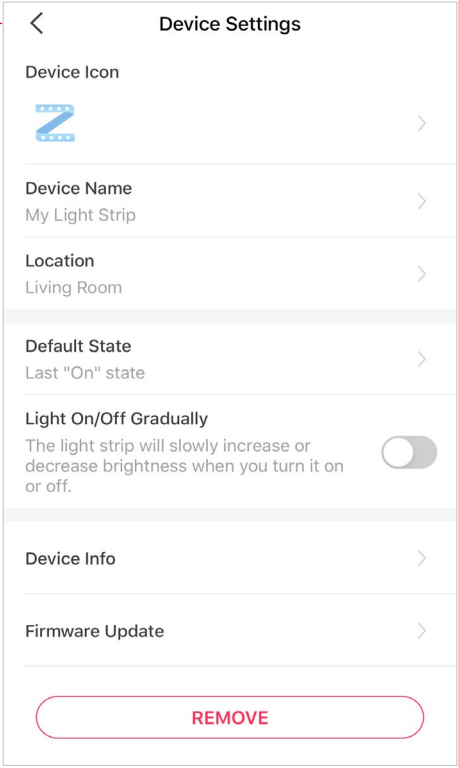 Device Settings
Device Icon
Device Name
My Light Strip
Location
Living Room
Default State
Last "On" state
Light On/Off Gradually
The light strip will slowly increase or
decrease brightness when you turn it on
or off.
Device Info
Firmware Update
REMOVE